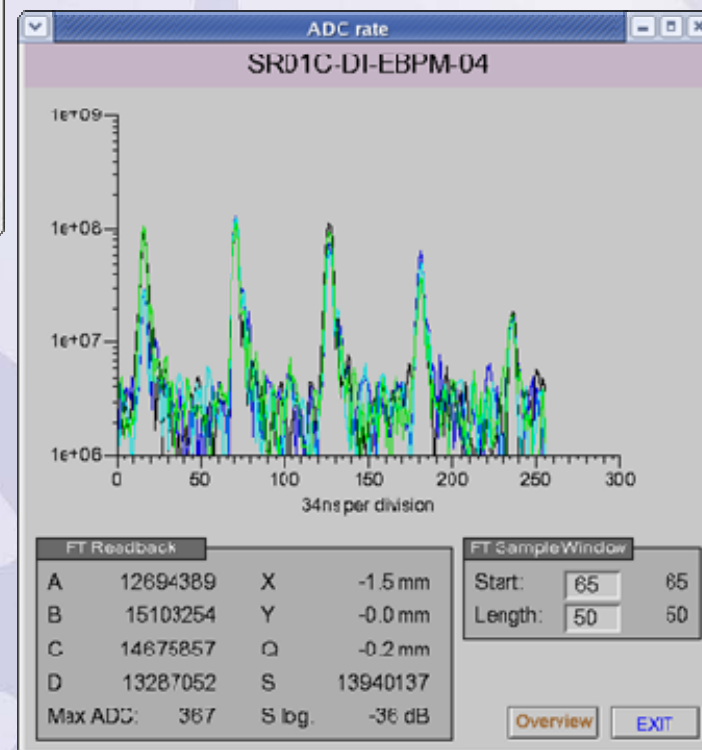 ADC rate
SR01C-DI-EBPM-04
1e+09
1e+08
1e+07
1e+06
0 50 100 150 200 250 300
34ns per division
FT Readback
A 12694389 X -1.5 mm
B 15103254 Y -0.0 mm
C 14675857 Q -0.2 mm
D 13287052 S 13940137
Max ADC: 367 S log. -36 dB
FT Sample Window
Start: 65 65
Length: 50 50
Overview EXIT